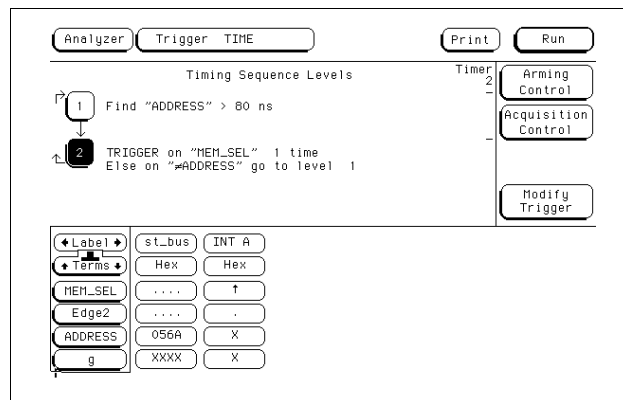 Analyzer Trigger TIME Print Run
Timing Sequence Levels
Timer
2
-
-
Arming
Control
Acquisition
Control
Modify
Trigger
1 Find "ADDRESS" > 80 ns
2 TRIGGER on "MEM_SEL" 1 time
Else on "≠ADDRESS" go to level 1
←Label→ st_bus INT A
↑Terms↓ Hex Hex
MEM_SEL .... ↑
Edge2 .... .
ADDRESS 056A X
g XXXX X